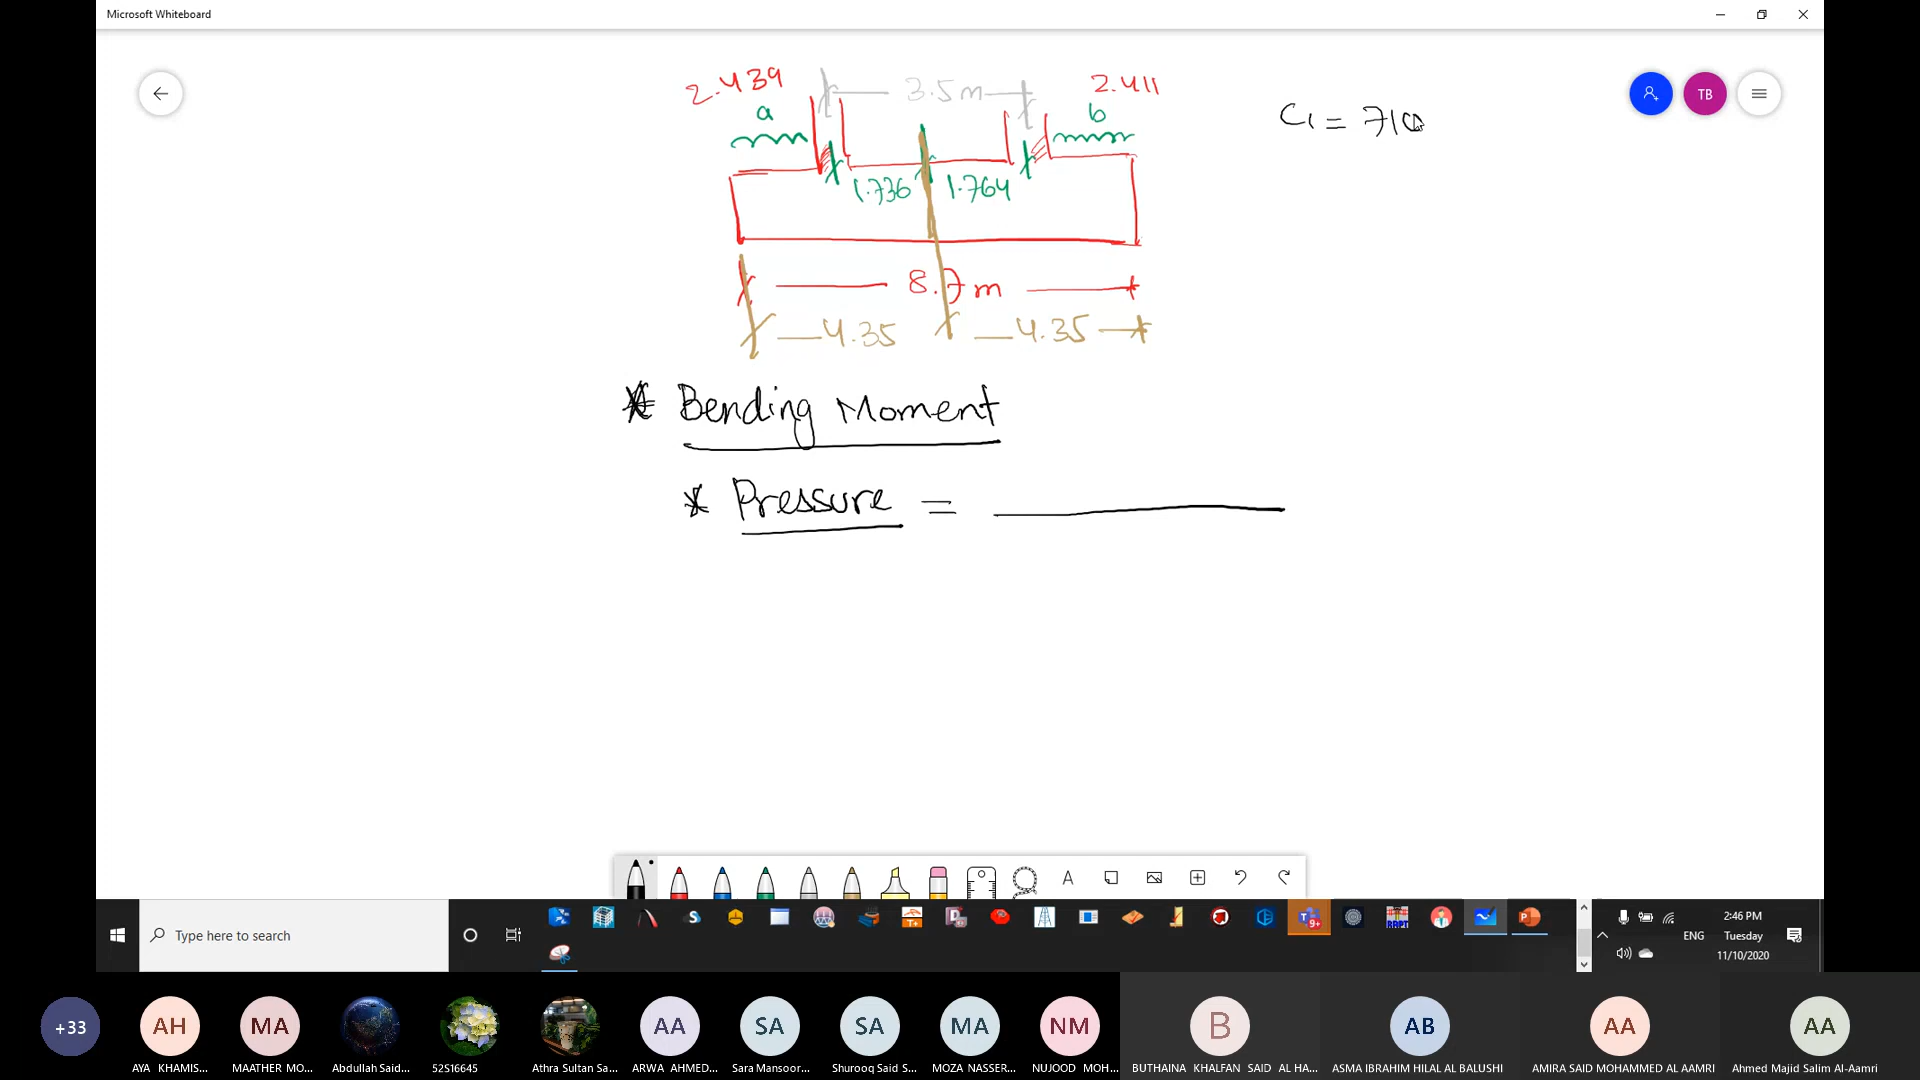 Microsoft Whiteboard
2.439
3.5m
2.411
a
b
C1 = 710
TB
1.736
1.764
8.7m
4.35
4.35
* Bending Moment
* Pressure =
A
Type here to search
9+
2:46 PM
ENG
Tuesday
11/10/2020
+33
AH
MA
AA
SA
SA
MA
NM
B
AB
AA
AA
AYA KHAMIS...
MAATHER MO...
Abdullah Said...
52S16645
Athra Sultan Sa...
ARWA AHMED...
Sara Mansoor...
Shurooq Said S...
MOZA NASSER...
NUJOOD MOH...
BUTHAINA KHALFAN SAID AL HA...
ASMA IBRAHIM HILAL AL BALUSHI
AMIRA SAID MOHAMMED AL AAMRI
Ahmed Majid Salim Al-Aamri